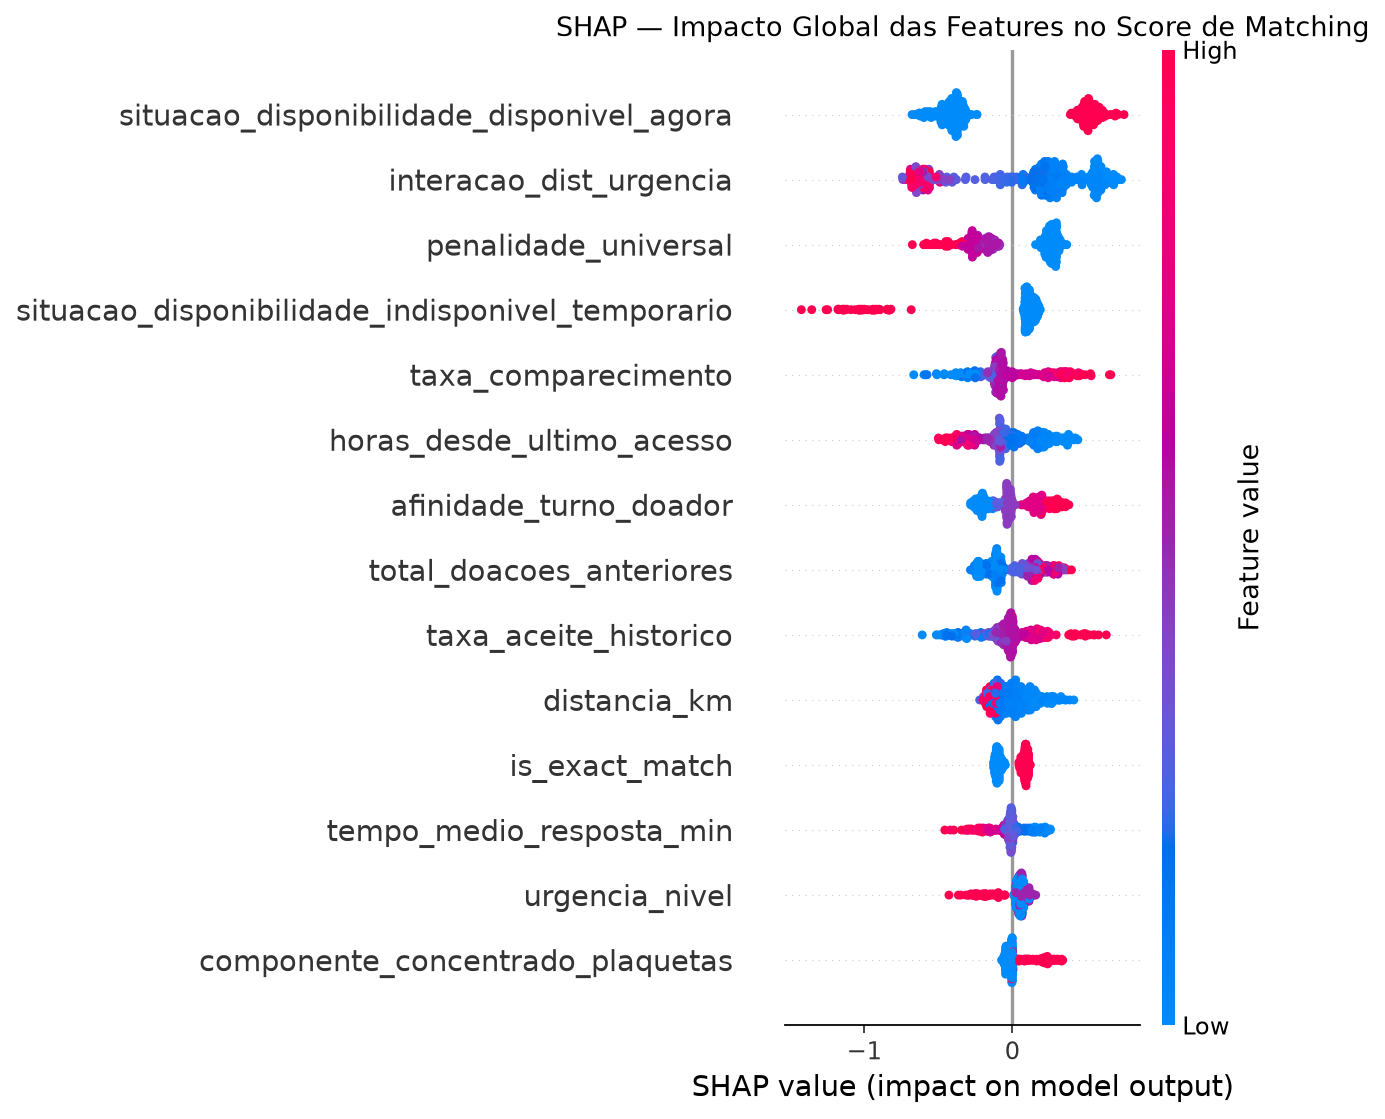 SHAP — Impacto Global das Features no Score de Matching
High
situacao_disponibilidade_disponivel_agora
interacao_dist_urgencia
penalidade_universal
situacao_disponibilidade_indisponivel_temporario
taxa_comparecimento
horas_desde_ultimo_acesso
afinidade_turno_doador
total_doacoes_anteriores
taxa_aceite_historico
distancia_km
is_exact_match
tempo_medio_resposta_min
urgencia_nivel
componente_concentrado_plaquetas
Feature value
Low
−1 0
SHAP value (impact on model output)